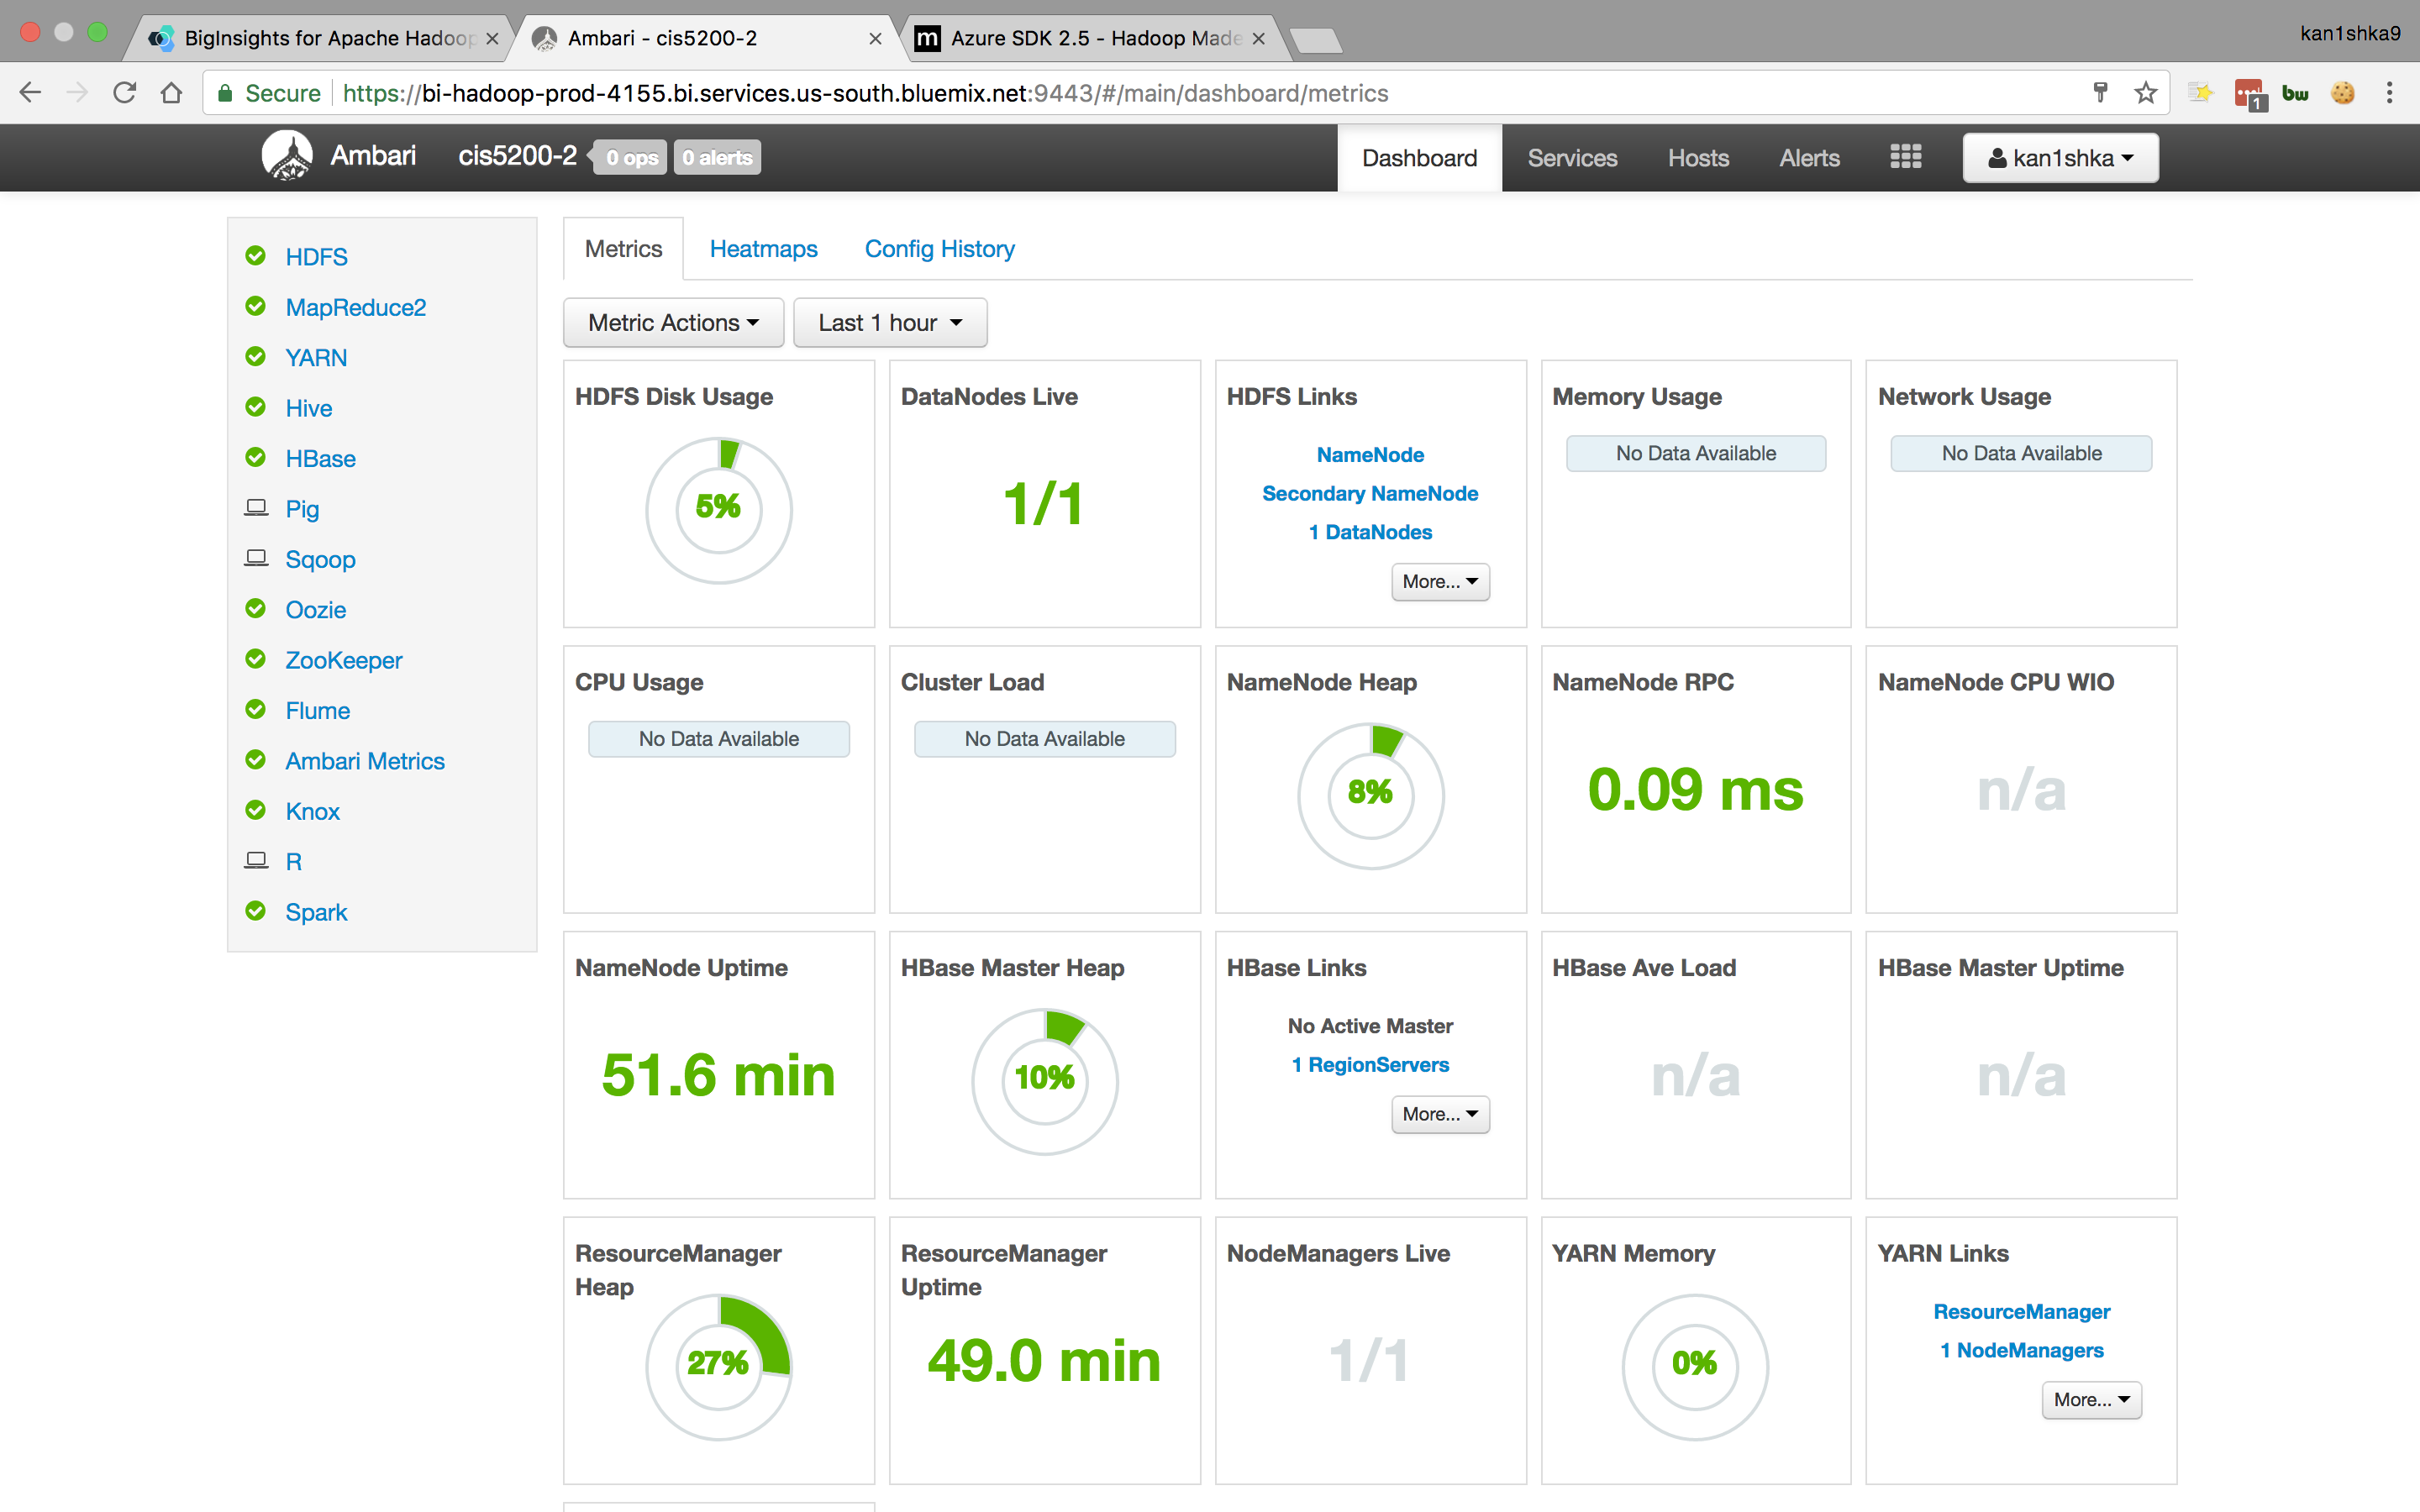 BigInsights for Apache Hadoop
Ambari - cis5200-2
Azure SDK 2.5 - Hadoop Made
kan1shka9
Secure
https://bi-hadoop-prod-4155.bi.services.us-south.bluemix.net:9443/#/main/dashboard/metrics
1
bw
Ambari
cis5200-2
0 ops
0 alerts
Dashboard
Services
Hosts
Alerts
kan1shka
HDFS
MapReduce2
YARN
Hive
HBase
Pig
Sqoop
Oozie
ZooKeeper
Flume
Ambari Metrics
Knox
R
Spark
Metrics
Heatmaps
Config History
Metric Actions
Last 1 hour
HDFS Disk Usage
5%
DataNodes Live
1/1
HDFS Links
NameNode
Secondary NameNode
1 DataNodes
More...
Memory Usage
No Data Available
Network Usage
No Data Available
CPU Usage
No Data Available
Cluster Load
No Data Available
NameNode Heap
8%
NameNode RPC
0.09 ms
NameNode CPU WIO
n/a
NameNode Uptime
51.6 min
HBase Master Heap
10%
HBase Links
No Active Master
1 RegionServers
More...
HBase Ave Load
n/a
HBase Master Uptime
n/a
ResourceManager
Heap
27%
ResourceManager
Uptime
49.0 min
NodeManagers Live
1/1
YARN Memory
0%
YARN Links
ResourceManager
1 NodeManagers
More...